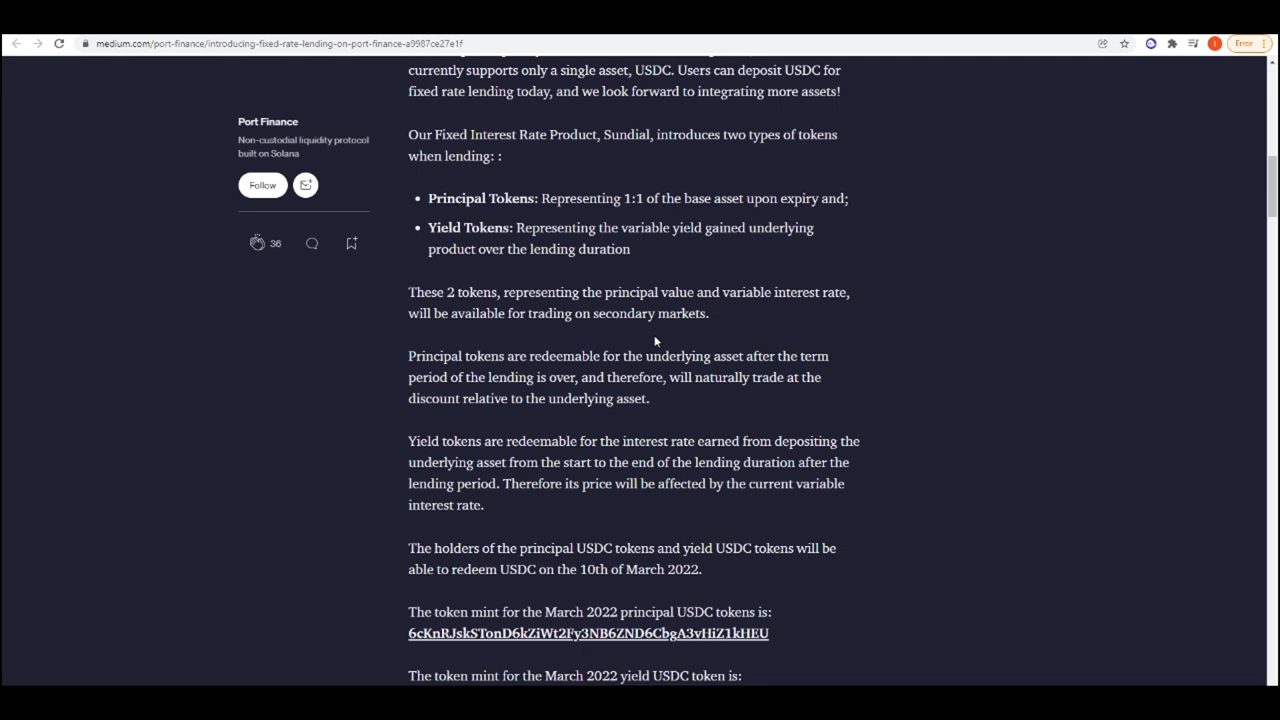 medium.com/port-finance/introducing-fixed-rate-lending-on-port-finance-a9987ce27e1f
Error
currently supports only a single asset, USDC. Users can deposit USDC for
fixed rate lending today, and we look forward to integrating more assets!
Port Finance
Non-custodial liquidity protocol
built on Solana
Follow
36
Our Fixed Interest Rate Product, Sundial, introduces two types of tokens
when lending: :
• Principal Tokens: Representing 1:1 of the base asset upon expiry and;
• Yield Tokens: Representing the variable yield gained underlying
product over the lending duration
These 2 tokens, representing the principal value and variable interest rate,
will be available for trading on secondary markets.
Principal tokens are redeemable for the underlying asset after the term
period of the lending is over, and therefore, will naturally trade at the
discount relative to the underlying asset.
Yield tokens are redeemable for the interest rate earned from depositing the
underlying asset from the start to the end of the lending duration after the
lending period. Therefore its price will be affected by the current variable
interest rate.
The holders of the principal USDC tokens and yield USDC tokens will be
able to redeem USDC on the 10th of March 2022.
The token mint for the March 2022 principal USDC tokens is:
6cKnRJskSTonD6kZiWt2Fy3NB6ZND6CbgA3vHiZ1kHEU
The token mint for the March 2022 yield USDC token is: